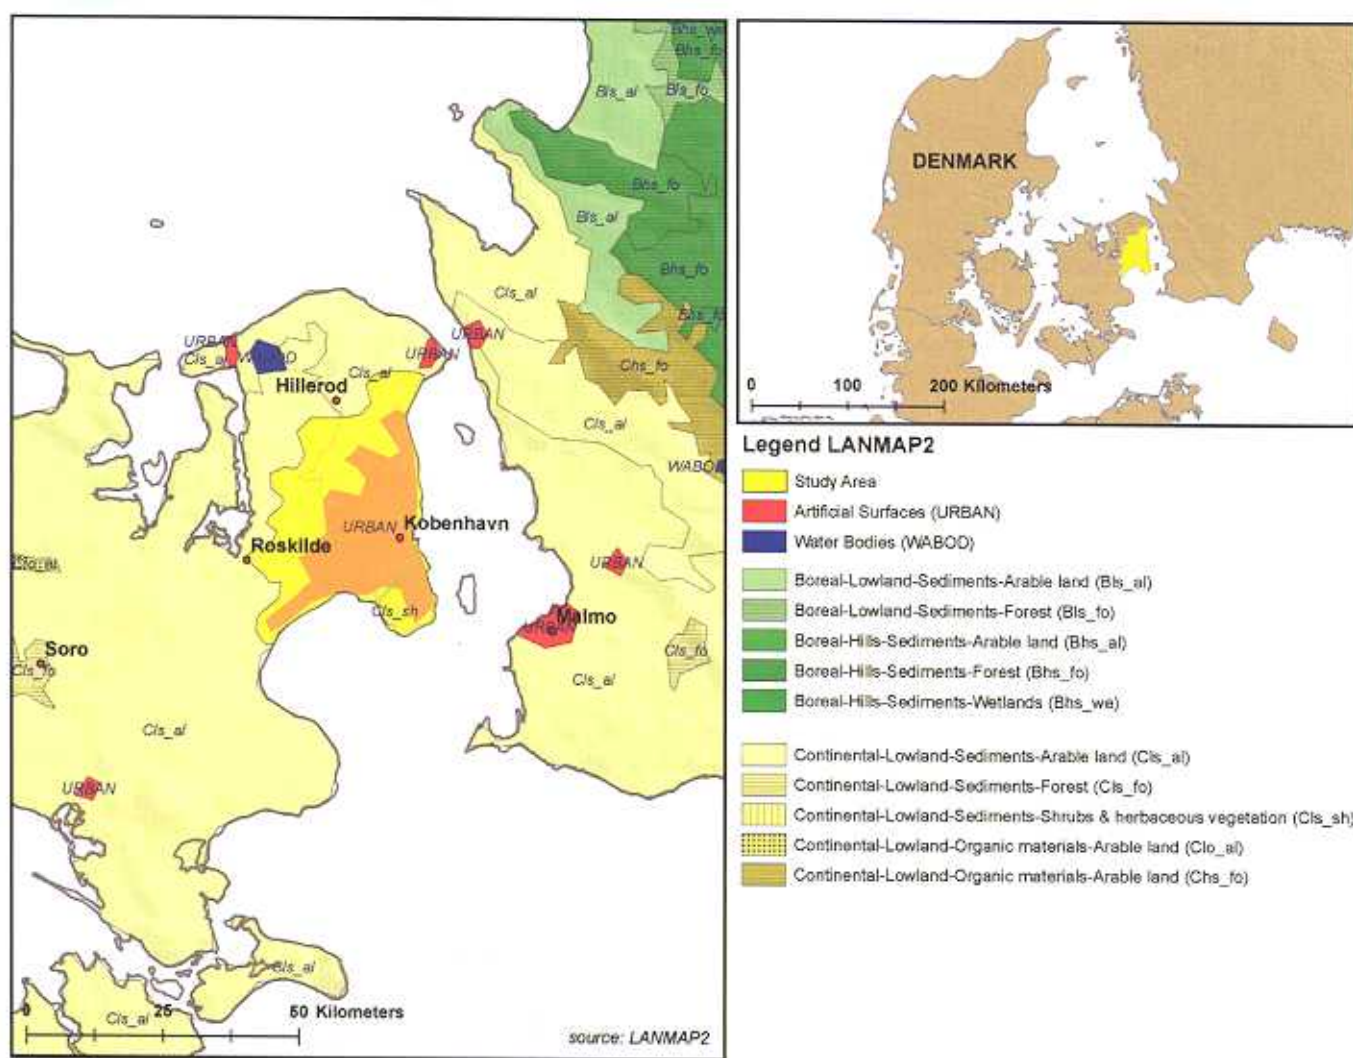 Bhs_we
Bls_al
Bls_fo
Bhs_fo
Bls_al
Bhs_fo
Cls_al
Bhs_fo
URBAN
URBAN
URBAN
Cls_al
WABOD
Cls_al
Chs_fo
Hillerod
Cls_al
WABOD
URBAN
Kobenhavn
Roskilde
URBAN
Clo_al
Cls_sh
Malmo
URBAN
Soro
Cls_fo
Cls_fo
Cls_al
Cls_al
URBAN
Bls_al
Cls_al
0 25 50 Kilometers
source: LANMAP2
DENMARK
0 100 200 Kilometers
Legend LANMAP2
Study Area
Artificial Surfaces (URBAN)
Water Bodies (WABOD)
Boreal-Lowland-Sediments-Arable land (Bls_al)
Boreal-Lowland-Sediments-Forest (Bls_fo)
Boreal-Hills-Sediments-Arable land (Bhs_al)
Boreal-Hills-Sediments-Forest (Bhs_fo)
Boreal-Hills-Sediments-Wetlands (Bhs_we)
Continental-Lowland-Sediments-Arable land (Cls_al)
Continental-Lowland-Sediments-Forest (Cls_fo)
Continental-Lowland-Sediments-Shrubs & herbaceous vegetation (Cls_sh)
Continental-Lowland-Organic materials-Arable land (Clo_al)
Continental-Lowland-Organic materials-Arable land (Chs_fo)